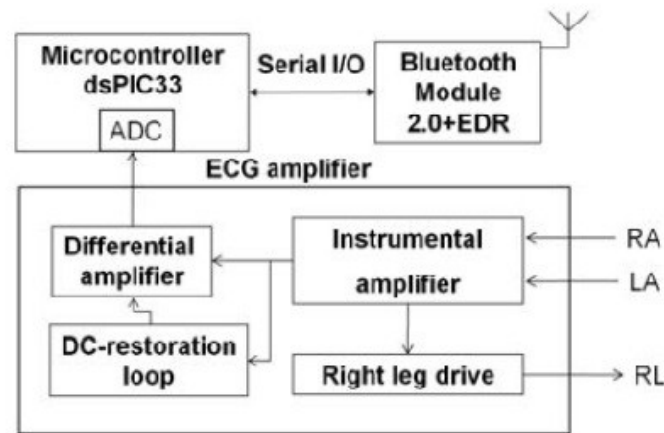 Microcontroller
dsPIC33
ADC
Serial I/O
Bluetooth
Module
2.0+EDR
ECG amplifier
Differential
amplifier
DC-restoration
loop
Instrumental
amplifier
Right leg drive
RA
LA
RL